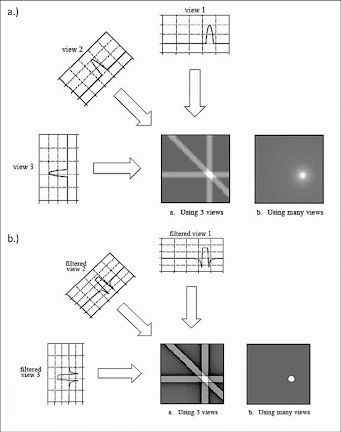 a.)
view 1
view 2
view 3
a. Using 3 views
b. Using many views
b.)
filtered view 1
filtered
view 2
filtered
view 3
a. Using 3 views
b. Using many views